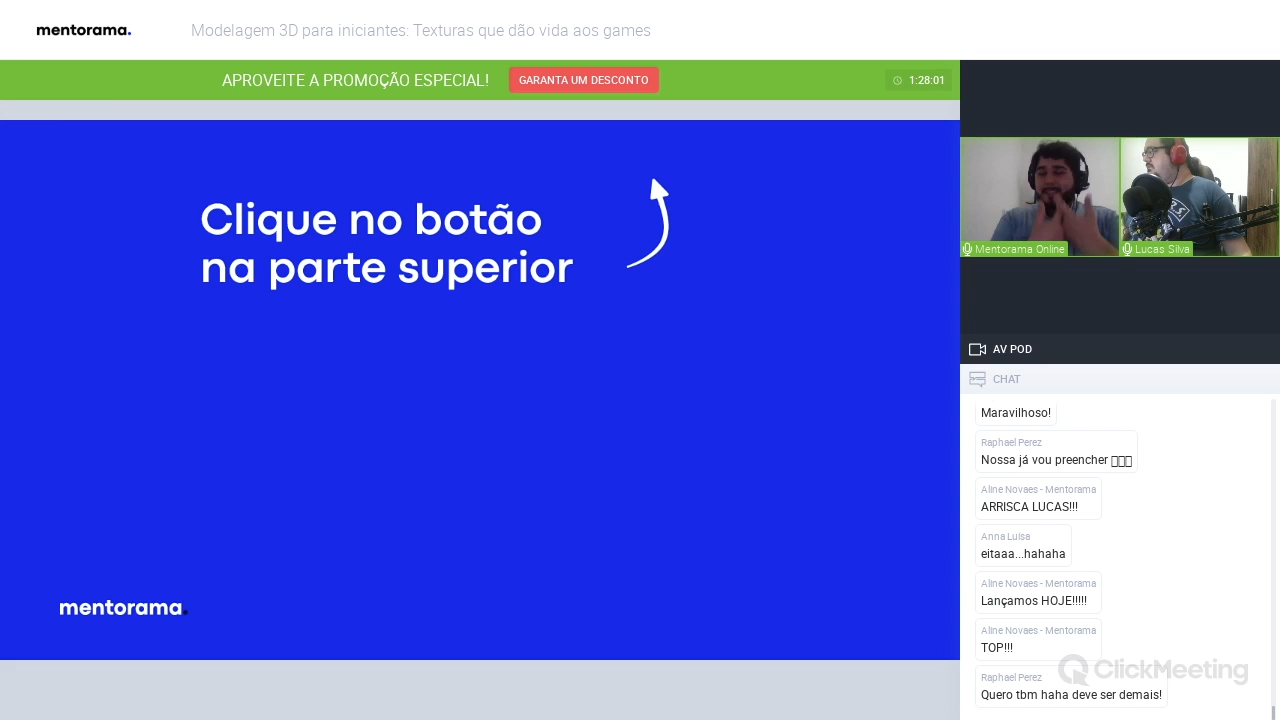 mentorama.
Modelagem 3D para iniciantes: Texturas que dão vida aos games
APROVEITE A PROMOÇÃO ESPECIAL!
GARANTA UM DESCONTO
1:28:01
Clique no botão
na parte superior
mentorama.
Mentorama Online
Lucas Silva
AV POD
CHAT
Maravilhoso!
Raphael Perez
Nossa já vou preencher
Aline Novaes - Mentorama
ARRISCA LUCAS!!!
Anna Luísa
eitaaa...hahaha
Aline Novaes - Mentorama
Lançamos HOJE!!!!!
Aline Novaes - Mentorama
TOP!!!
ClickMeeting
Raphael Perez
Quero tbm haha deve ser demais!